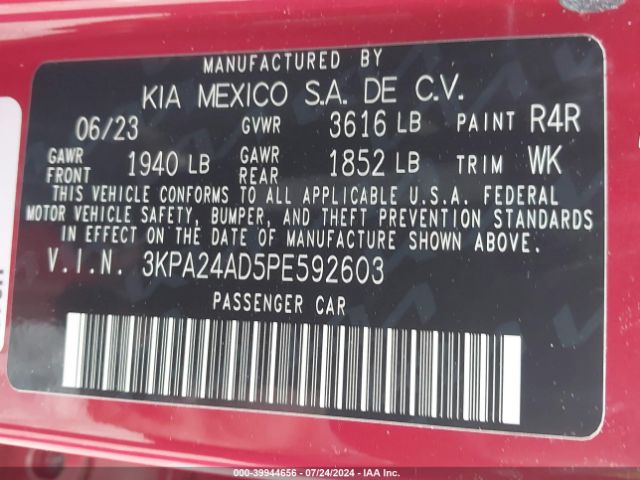 MANUFACTURED BY
KIA MEXICO S.A. DE C.V.
06/23 GVWR 3616 LB PAINT R4R
GAWR FRONT 1940 LB GAWR REAR 1852 LB TRIM WK
THIS VEHICLE CONFORMS TO ALL APPLICABLE U.S.A. FEDERAL
MOTOR VEHICLE SAFETY, BUMPER, AND THEFT PREVENTION STANDARDS
IN EFFECT ON THE DATE OF MANUFACTURE SHOWN ABOVE.
V.I.N. 3KPA24AD5PE592603
PASSENGER CAR
000-39944656 - 07/24/2024 - IAA Inc.